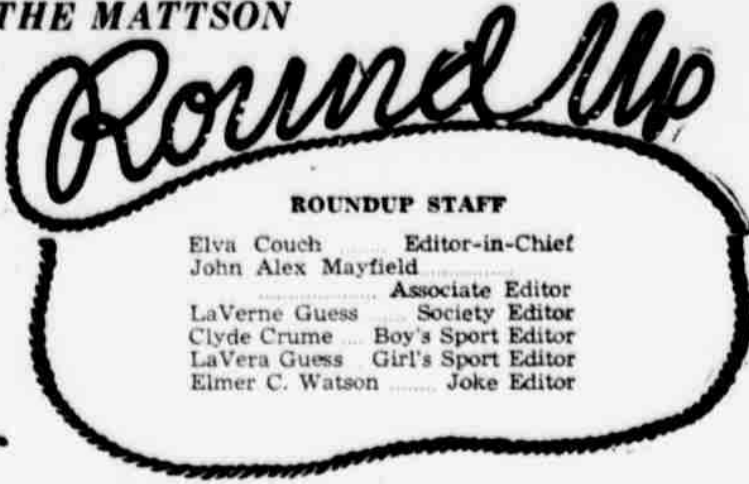 THE MATTSON
Round Up
ROUNDUP STAFF
Elva Couch ........ Editor-in-Chief
John Alex Mayfield ................
.................... Associate Editor
LaVerne Guess ...... Society Editor
Clyde Crume .... Boy's Sport Editor
LaVera Guess Girl's Sport Editor
Elmer C. Watson ........ Joke Editor